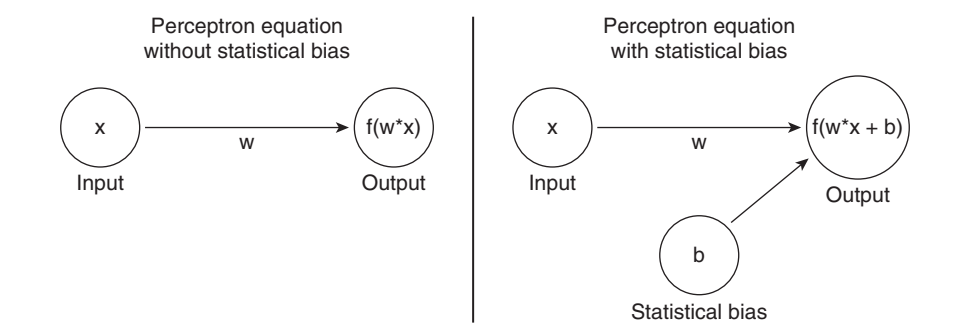 Perceptron equation
without statistical bias
x
w
f(w*x)
Input
Output
Perceptron equation
with statistical bias
x
w
f(w*x + b)
Input
Output
b
Statistical bias